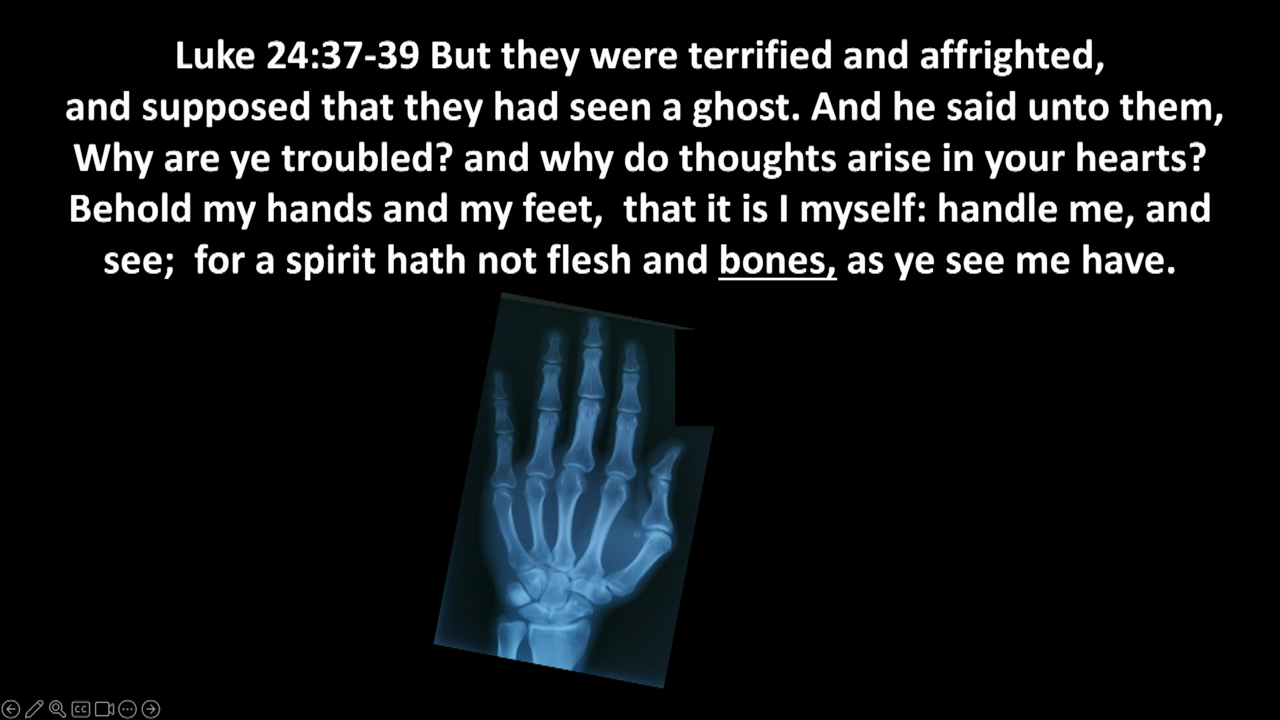 Luke 24:37-39 But they were terrified and affrighted,
and supposed that they had seen a ghost. And he said unto them,
Why are ye troubled? and why do thoughts arise in your hearts?
Behold my hands and my feet,  that it is I myself: handle me, and
see;  for a spirit hath not flesh and bones, as ye see me have.
CC